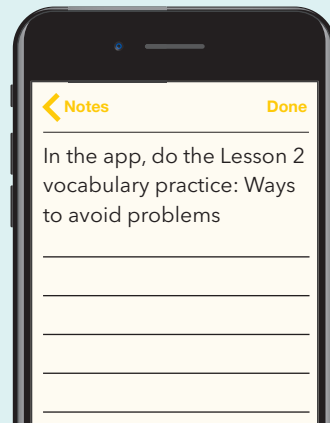 Notes Done
In the app, do the Lesson 2
vocabulary practice: Ways
to avoid problems